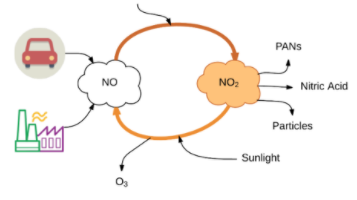 PANs
NO
NO₂
Nitric Acid
Particles
Sunlight
O₃